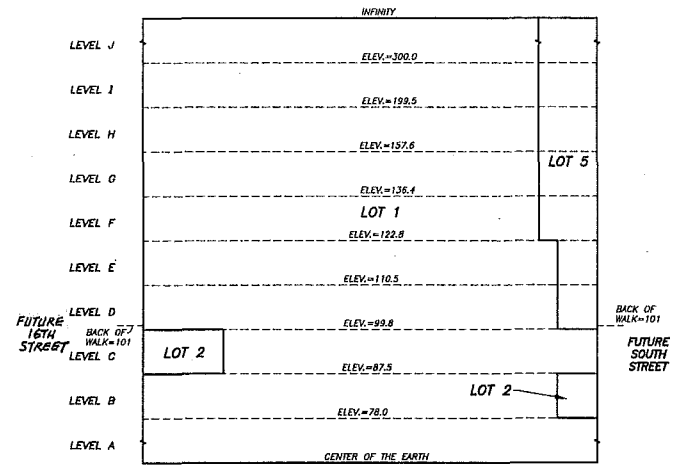 INFINITY
LEVEL J
ELEV.=300.0
LEVEL I
ELEV.=199.5
LEVEL H
ELEV.=157.6
LOT 5
LEVEL G
ELEV.=136.4
LOT 1
LEVEL F
ELEV.=122.8
LEVEL E
ELEV.=110.5
LEVEL D
FUTURE
16TH
STREET
BACK OF
WALK=101
ELEV.=99.8
BACK OF
WALK=101
FUTURE
SOUTH
STREET
LEVEL C
LOT 2
ELEV.=87.5
LOT 2
LEVEL B
ELEV.=78.0
LEVEL A
CENTER OF THE EARTH